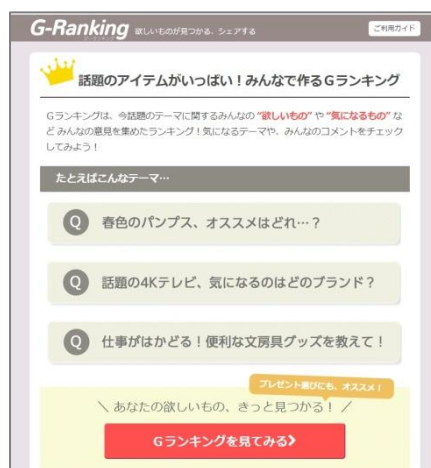 G-Ranking 欲しいものが見つかる、シェアする
ご利用ガイド
話題のアイテムがいっぱい！みんなで作るGランキング
Gランキングは、今話題のテーマに関するみんなの "欲しいもの" や "気になるもの" な
ど みんなの意見を集めたランキング！気になるテーマや、みんなのコメントをチェック
してみよう！
たとえばこんなテーマ…
Q 春色のパンプス、オススメはどれ…？
Q 話題の4Kテレビ、気になるのはどのブランド？
Q 仕事がはかどる！便利な文房具グッズを教えて！
プレゼント選びにも、オススメ！
＼ あなたの欲しいもの、きっと見つかる！ ／
Gランキングを見てみる